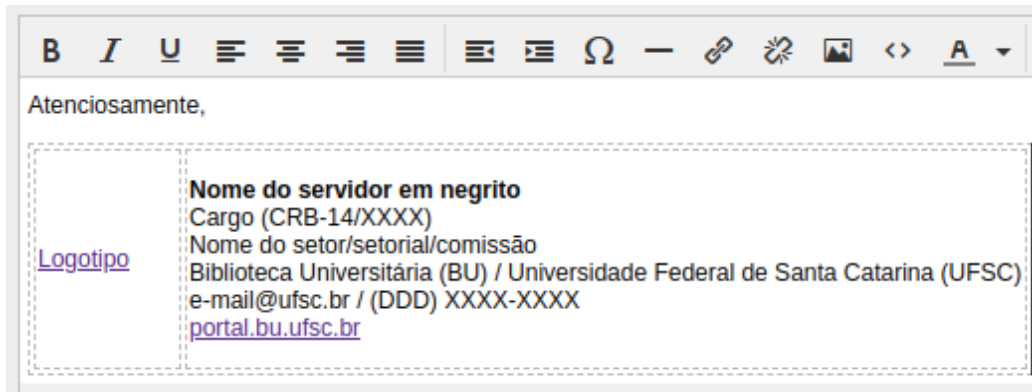 B I U Ω A
Atenciosamente,
Logotipo
Nome do servidor em negrito
Cargo (CRB-14/XXXX)
Nome do setor/setorial/comissão
Biblioteca Universitária (BU) / Universidade Federal de Santa Catarina (UFSC)
e-mail@ufsc.br / (DDD) XXXX-XXXX
portal.bu.ufsc.br